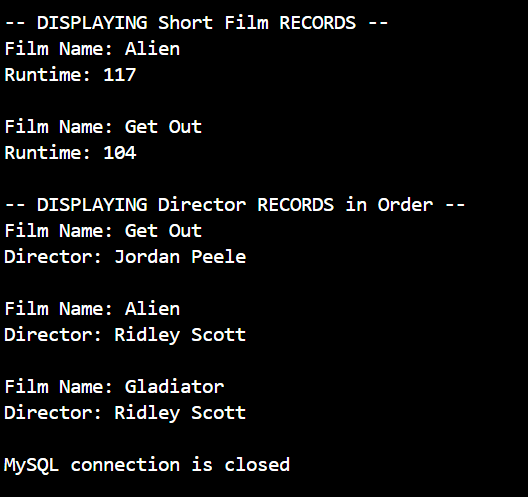 -- DISPLAYING Short Film RECORDS --
Film Name: Alien
Runtime: 117
Film Name: Get Out
Runtime: 104
-- DISPLAYING Director RECORDS in Order --
Film Name: Get Out
Director: Jordan Peele
Film Name: Alien
Director: Ridley Scott
Film Name: Gladiator
Director: Ridley Scott
MySQL connection is closed